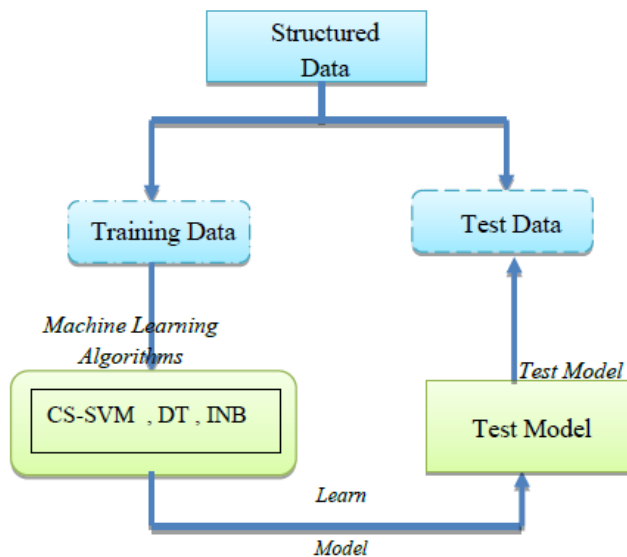 Structured
Data
Training Data
Test Data
Machine Learning
Algorithms
CS-SVM , DT , INB
Test Model
Test Model
Learn
Model